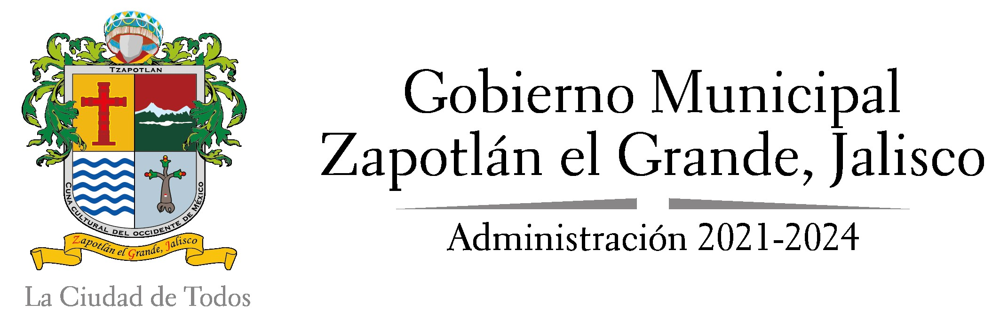 TZAPOTLAN
CUNA CULTURAL DEL OCCIDENTE DE MÉXICO
Zapotlán el Grande, Jalisco
La Ciudad de Todos
Gobierno Municipal
Zapotlán el Grande, Jalisco
Administración 2021-2024